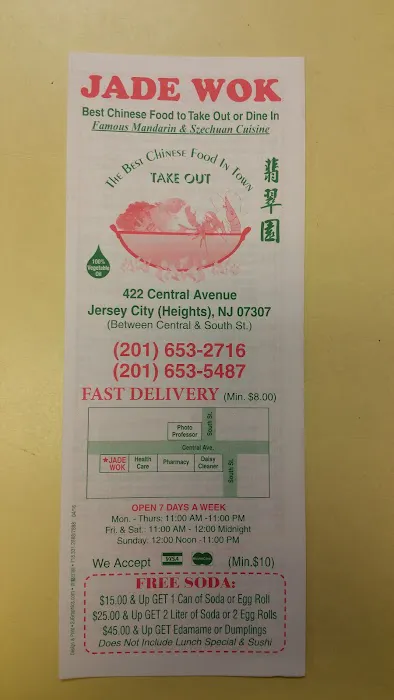 JADE WOK
Best Chinese Food to Take Out or Dine In
Famous Mandarin & Szechuan Cuisine
The Best Chinese Food In Town
TAKE OUT
翡翠園
100%
Vegetable
Oil
422 Central Avenue
Jersey City (Heights), NJ 07307
(Between Central & South St.)
(201) 653-2716
(201) 653-5487
FAST DELIVERY (Min. $8.00)
Photo
Professor
South St.
Central Ave.
★JADE
WOK
Health
Care
Pharmacy
Daisy
Cleaner
South St.
OPEN 7 DAYS A WEEK
Mon. - Thurs: 11:00 AM -11:00 PM
Fri. & Sat.: 11:00 AM - 12:00 Midnight
Sunday: 12:00 Noon -11:00 PM
We Accept VISA (Min.$10)
FREE SODA:
$15.00 & Up GET 1 Can of Soda or Egg Roll
$25.00 & Up GET 2 Liter of Soda or 2 Egg Rolls
$45.00 & Up GET Edamame or Dumplings
Does Not Include Lunch Special & Sushi